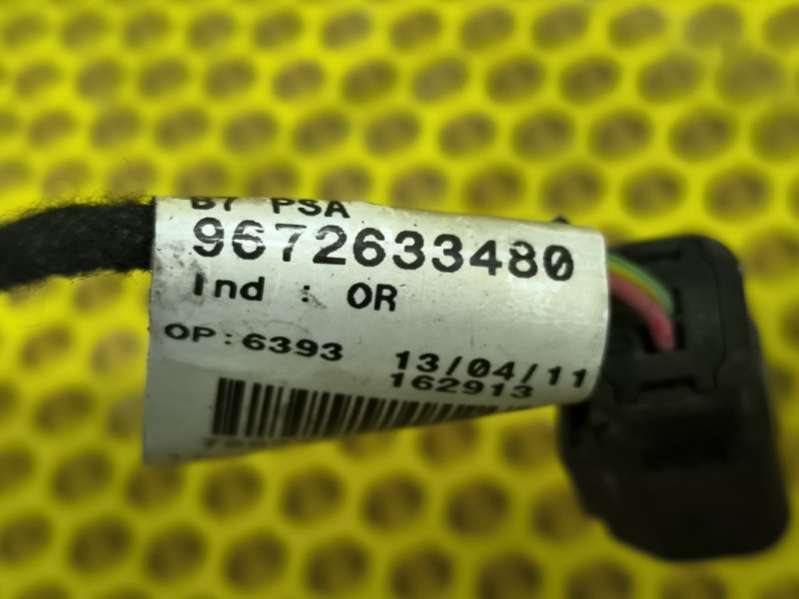 B7 PSA
9672633480
Ind : OR
OP:6393 13/04/11
162913